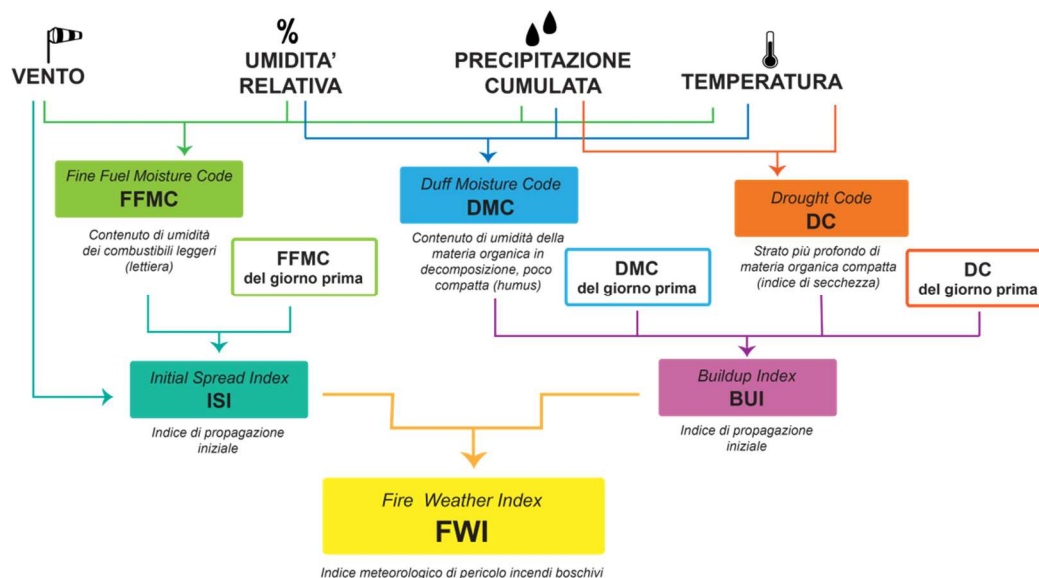 VENTO
%
UMIDITA'
RELATIVA
PRECIPITAZIONE
CUMULATA
TEMPERATURA
Fine Fuel Moisture Code
FFMC
Contenuto di umidità
dei combustibili leggeri
(lettiera)
FFMC
del giorno prima
Duff Moisture Code
DMC
Contenuto di umidità della
materia organica in
decomposizione, poco
compatta (humus)
DMC
del giorno prima
Drought Code
DC
Strato più profondo di
materia organica compatta
(indice di secchezza)
DC
del giorno prima
Initial Spread Index
ISI
Indice di propagazione
iniziale
Buildup Index
BUI
Indice di propagazione
iniziale
Fire Weather Index
FWI
Indice meteorologico di pericolo incendi boschivi